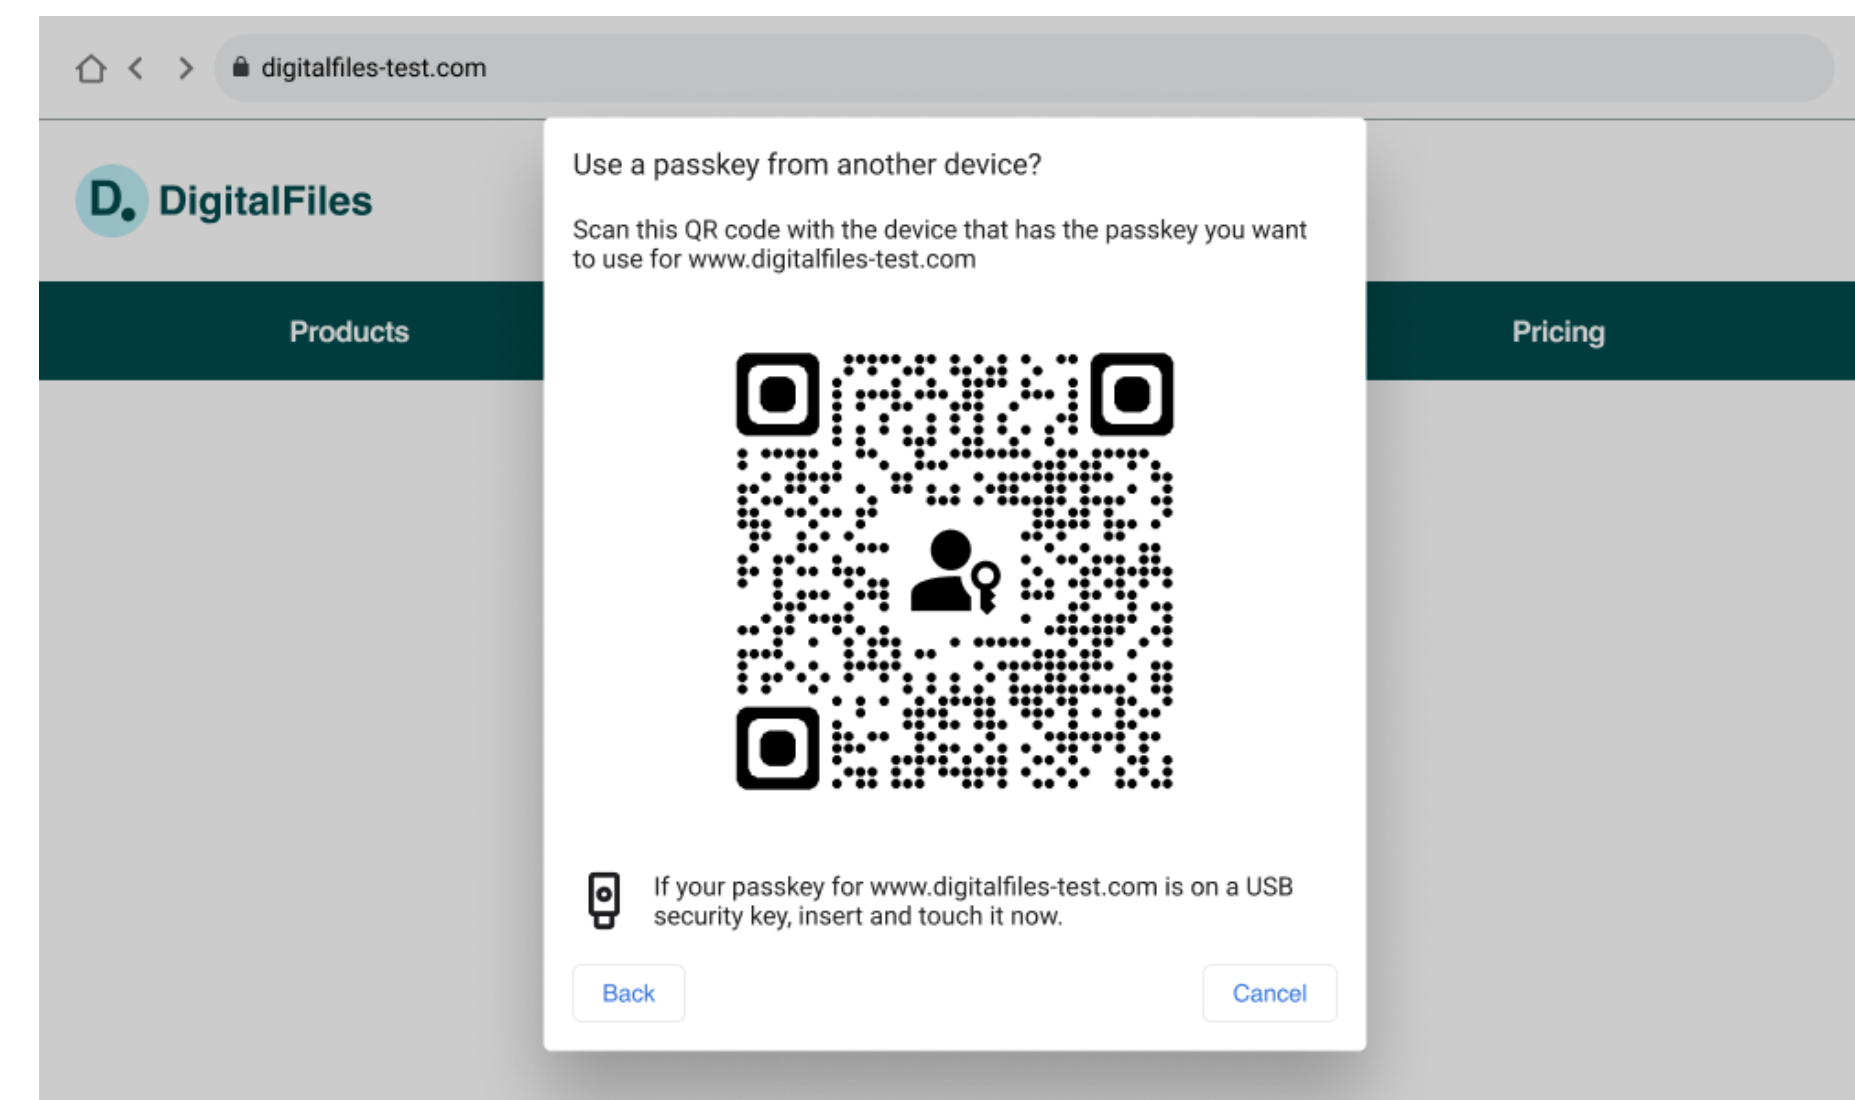 digitalfiles-test.com
D. DigitalFiles
Products
Pricing
Use a passkey from another device?
Scan this QR code with the device that has the passkey you want
to use for www.digitalfiles-test.com
If your passkey for www.digitalfiles-test.com is on a USB
security key, insert and touch it now.
Back
Cancel